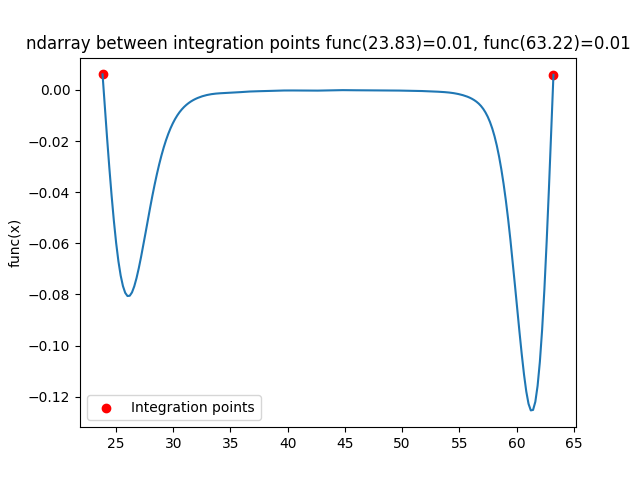 ndarray between integration points func(23.83)=0.01, func(63.22)=0.01
func(x)
0.00
−0.02
−0.04
−0.06
−0.08
−0.10
−0.12
Integration points
25 30 35 40 45 50 55 60 65